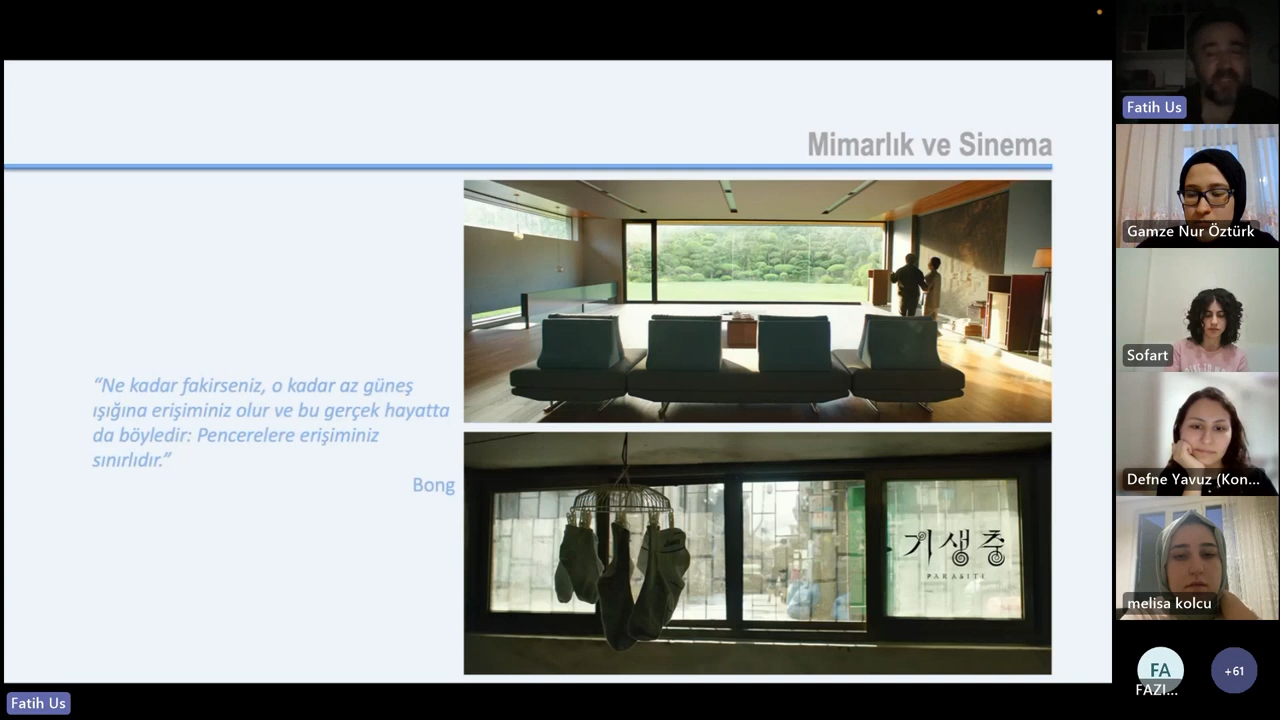 Mimarlık ve Sinema
“Ne kadar fakirseniz, o kadar az güneş
ışığına erişiminiz olur ve bu gerçek hayatta
da böyledir: Pencerelere erişiminiz
sınırlıdır.”
Bong
기생충
PARASITE
Fatih Us
Gamze Nur Öztürk
Sofart
Defne Yavuz (Kon...
melisa kolcu
FA
FAZI...
+61
Fatih Us